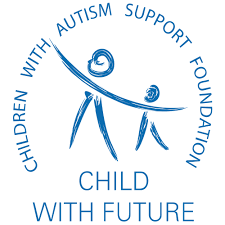 CHILDREN WITH AUTISM SUPPORT FOUNDATION
CHILD
WITH FUTURE